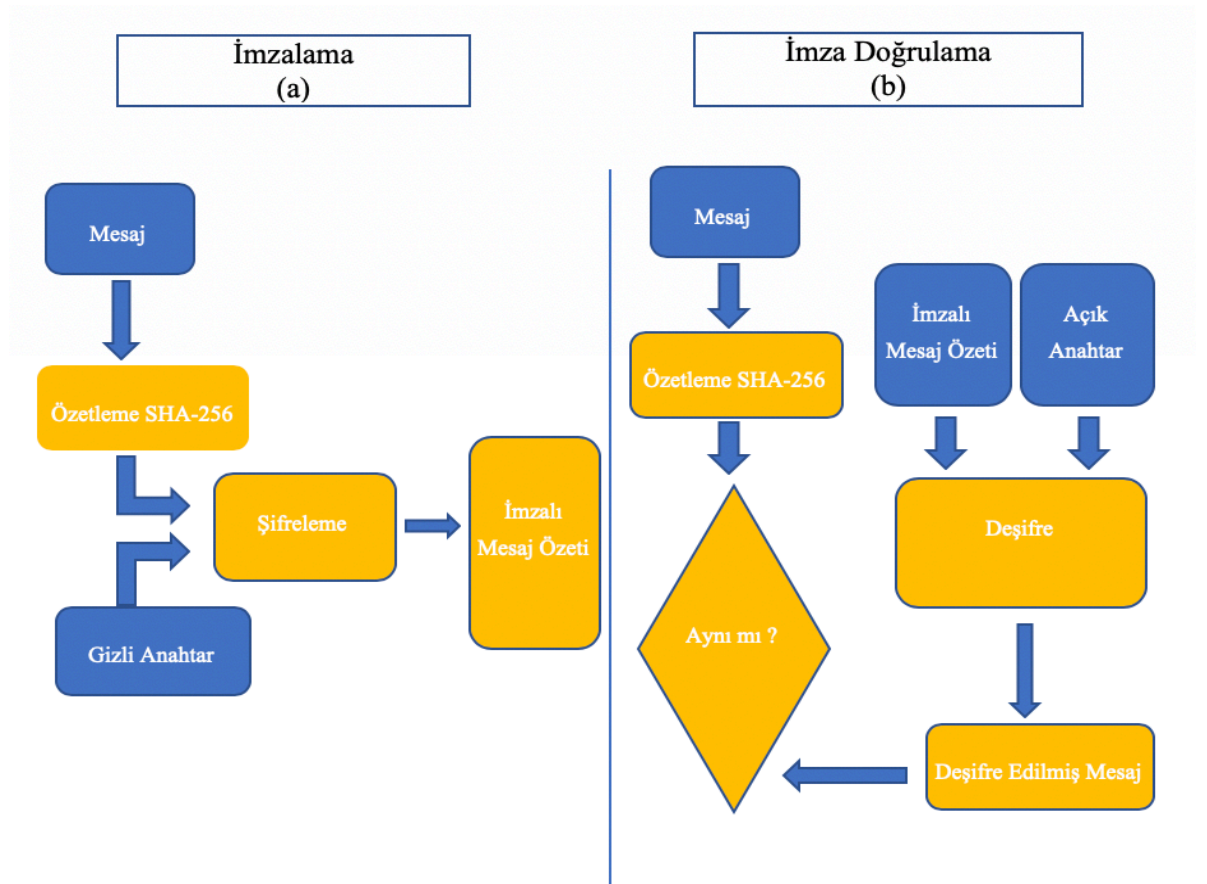 İmzalama
(a)
Mesaj
Özetleme SHA-256
Şifreleme
İmzalı
Mesaj Özeti
Gizli Anahtar
İmza Doğrulama
(b)
Mesaj
Özetleme SHA-256
İmzalı
Mesaj Özeti
Açık
Anahtar
Deşifre
Aynı mı ?
Deşifre Edilmiş Mesaj